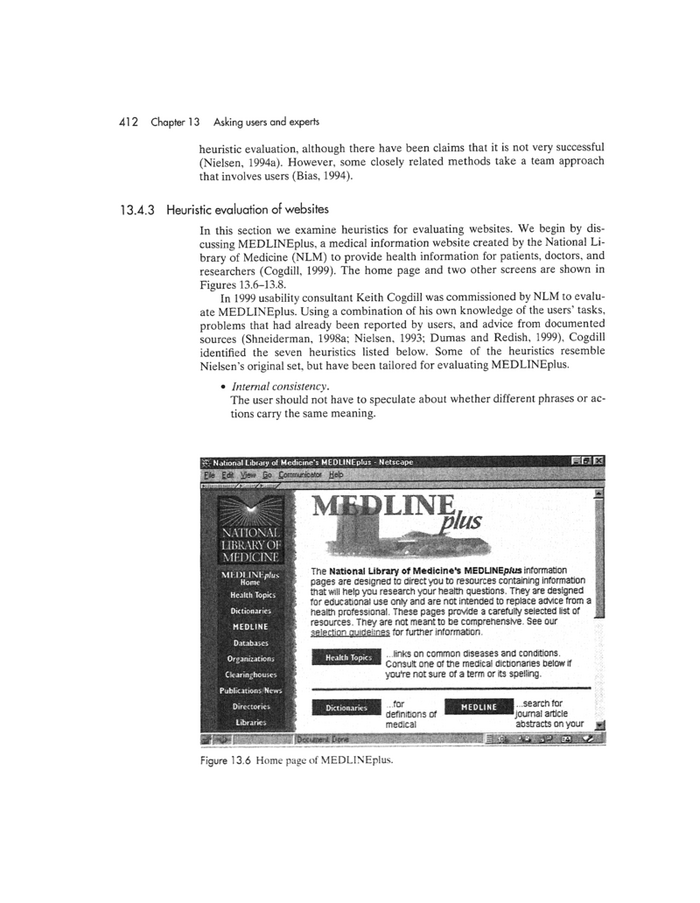 412 Chapter 13 Asking users and experts
heuristic evaluation, although there have been claims that it is not very successful
(Nielsen, 1994a). However, some closely related methods take a team approach
that involves users (Bias, 1994).
13.4.3 Heuristic evaluation of websites
In this section we examine heuristics for evaluating websites. We begin by dis-
cussing MEDLINEplus, a medical information website created by the National Li-
brary of Medicine (NLM) to provide health information for patients, doctors, and
researchers (Cogdill, 1999). The home page and two other screens are shown in
Figures 13.6–13.8.
In 1999 usability consultant Keith Cogdill was commissioned by NLM to evalu-
ate MEDLINEplus. Using a combination of his own knowledge of the users' tasks,
problems that had already been reported by users, and advice from documented
sources (Shneiderman, 1998a; Nielsen, 1993; Dumas and Redish, 1999), Cogdill
identified the seven heuristics listed below. Some of the heuristics resemble
Nielsen's original set, but have been tailored for evaluating MEDLINEplus.
• Internal consistency.
The user should not have to speculate about whether different phrases or ac-
tions carry the same meaning.
National Library of Medicine's MEDLINEplus - Netscape
File Edit View Go Communicator Help
NATIONAL
LIBRARY OF
MEDICINE
MEDLINEplus
Home
Health Topics
Dictionaries
MEDLINE
Databases
Organizations
Clearinghouses
Publications/News
Directories
Libraries
MEDLINE
plus
The National Library of Medicine's MEDLINEplus information
pages are designed to direct you to resources containing information
that will help you research your health questions. They are designed
for educational use only and are not intended to replace advice from a
health professional. These pages provide a carefully selected list of
resources. They are not meant to be comprehensive. See our
selection guidelines for further information.
Health Topics ...links on common diseases and conditions.
Consult one of the medical dictionaries below if
you're not sure of a term or its spelling.
Dictionaries ...for
definitions of
medical
MEDLINE ...search for
journal article
abstracts on your
Document: Done
Figure 13.6 Home page of MEDLINEplus.